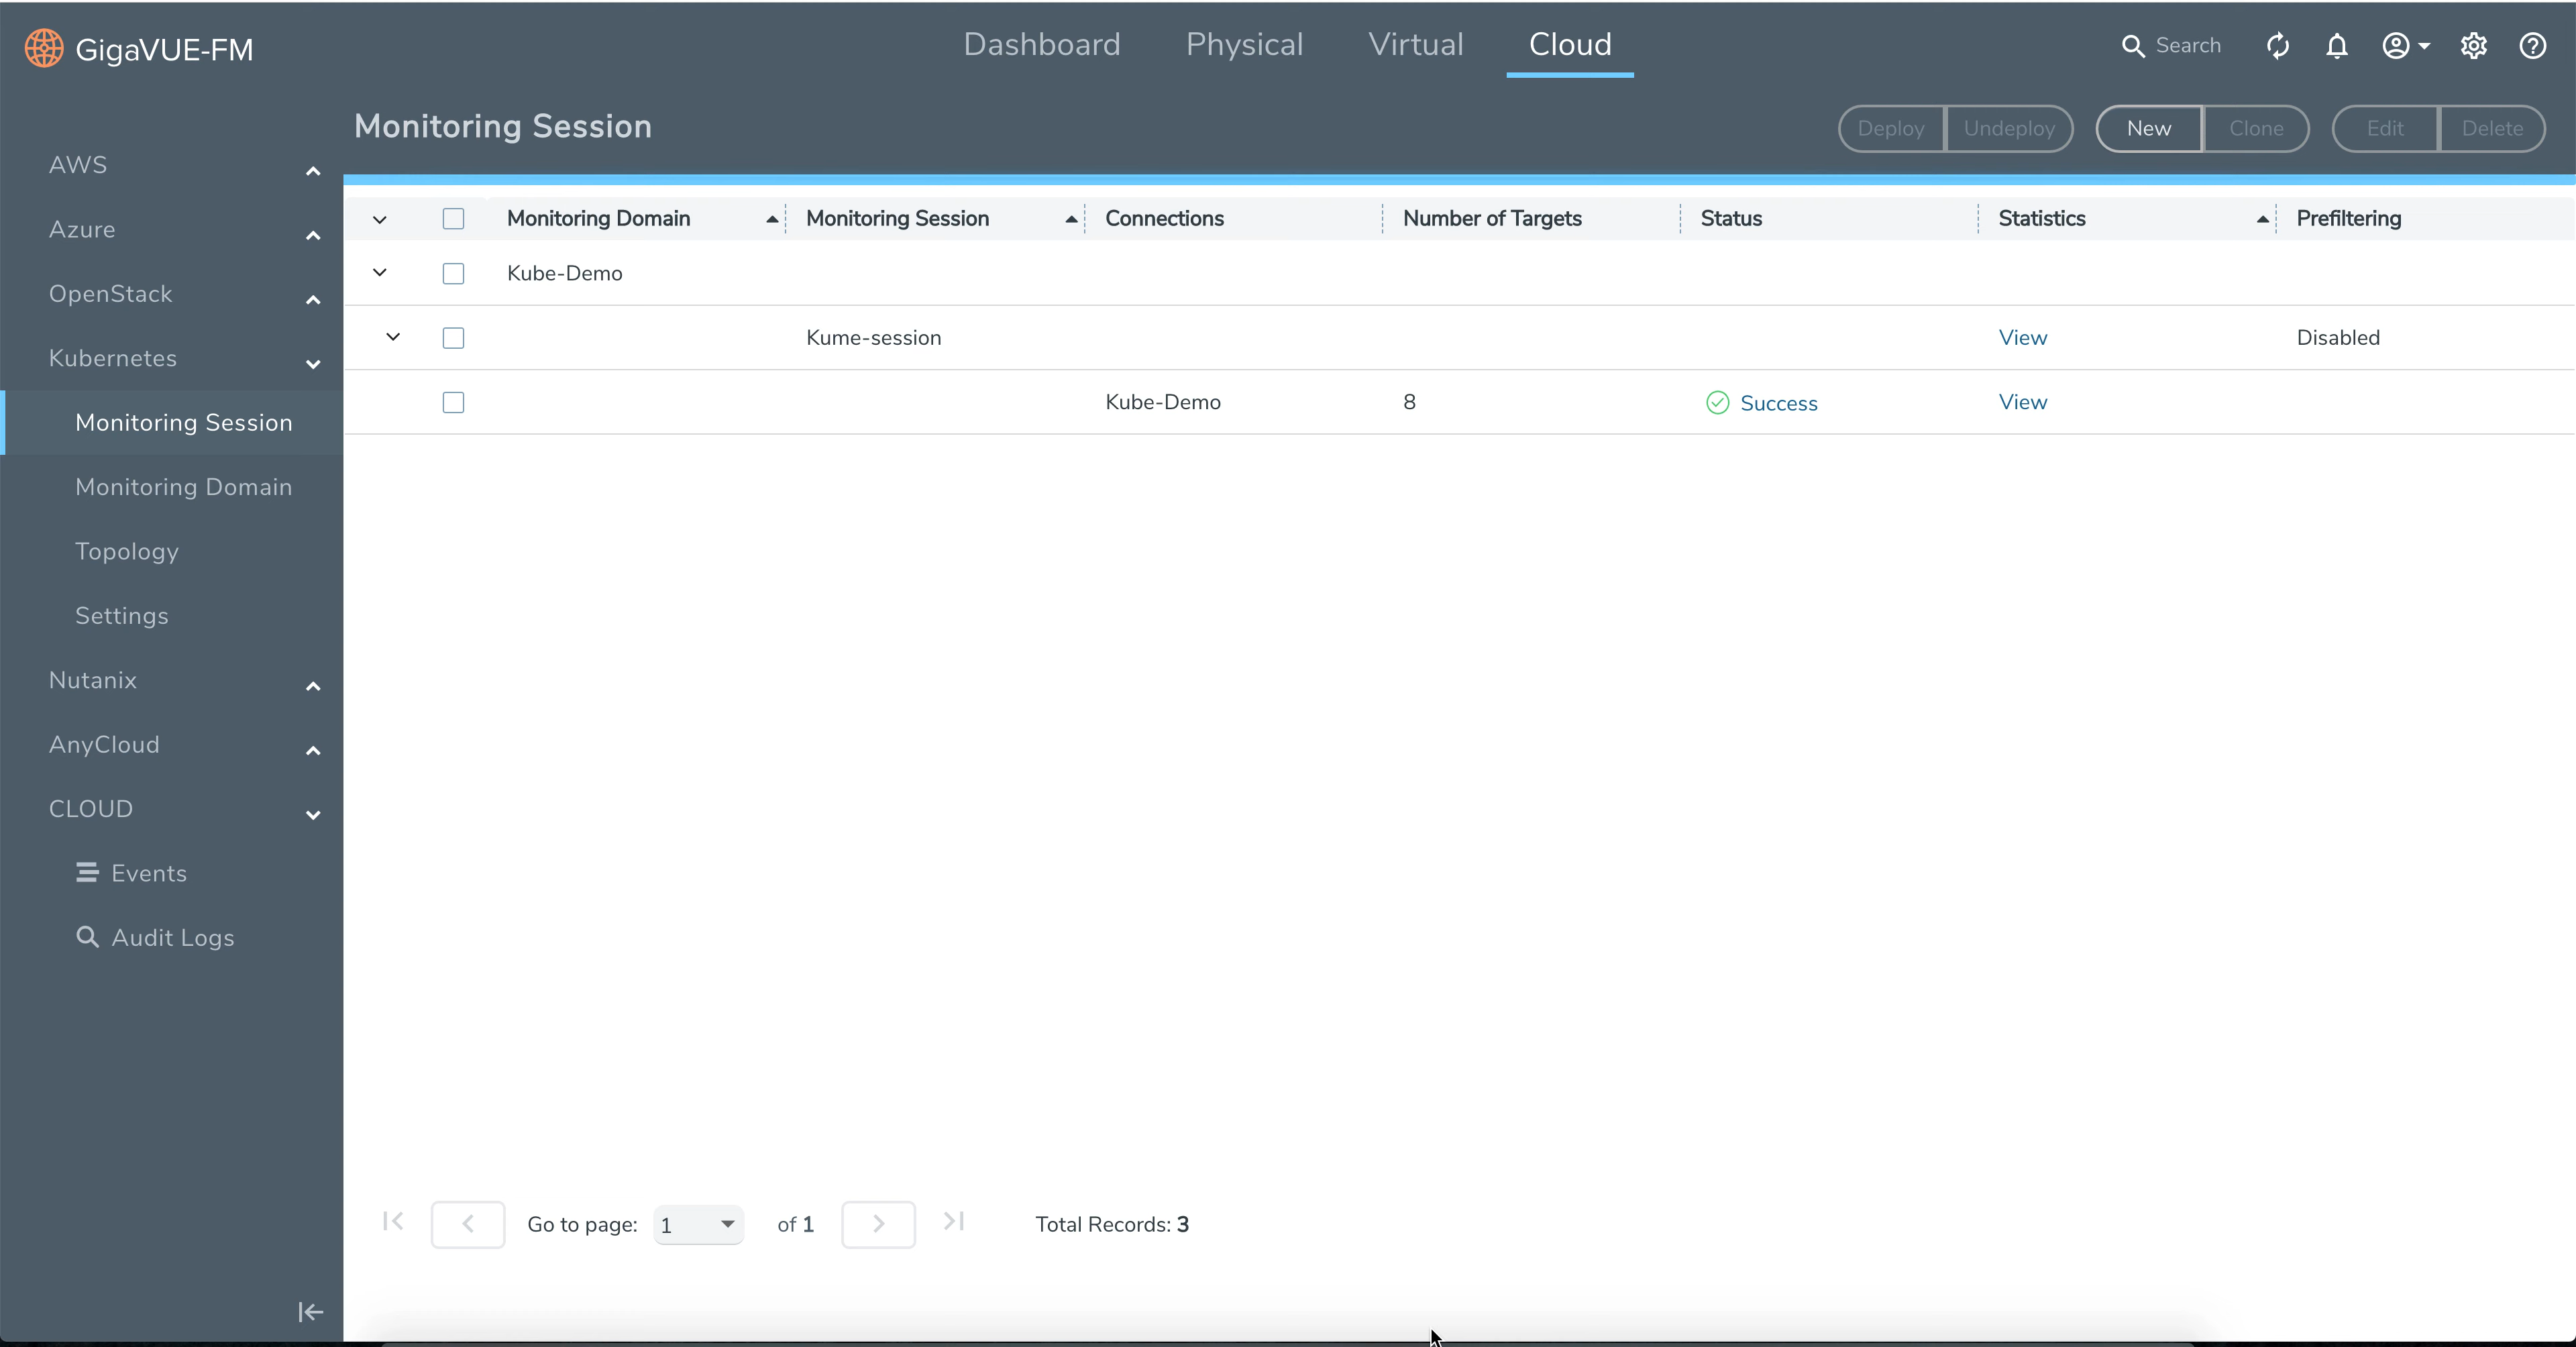 GigaVUE-FM
Dashboard Physical Virtual Cloud
Search
Monitoring Session
Deploy Undeploy New Clone Edit Delete
AWS
Azure
OpenStack
Kubernetes
Monitoring Session
Monitoring Domain
Topology
Settings
Nutanix
AnyCloud
CLOUD
Events
Audit Logs
Monitoring Domain Monitoring Session Connections Number of Targets Status Statistics Prefiltering
Kube-Demo
Kume-session View Disabled
Kube-Demo 8 Success View
Go to page: 1 of 1 Total Records: 3